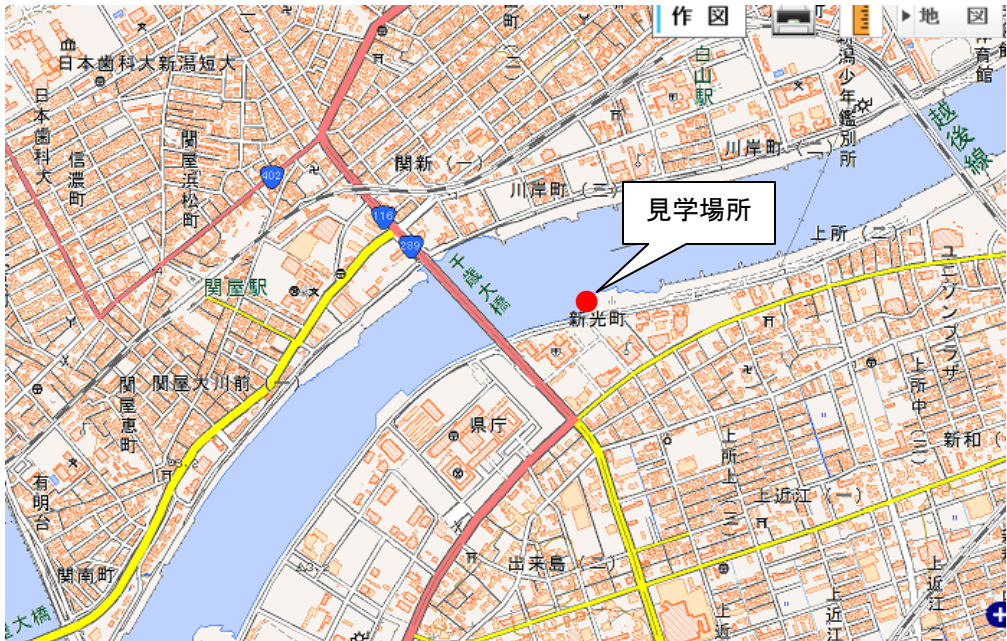 作 図
地 図
日本歯科大新潟短大
日本歯科大
信濃町
関屋浜松町
402
関新(一)
116
289
千歳大橋
白山駅
新潟少年鑑別所
育館
越後線
川岸町(二)
川岸町(三)
見学場所
上所(二)
新光町
ユニゾンプラザ
関屋駅
関屋大川前(一)
関屋恵町
有明台
関南町
県庁
上所上(二)
上所中(三)
新和(
上近江(一)
出来島(二)
上近江
上近江
上近
大橋